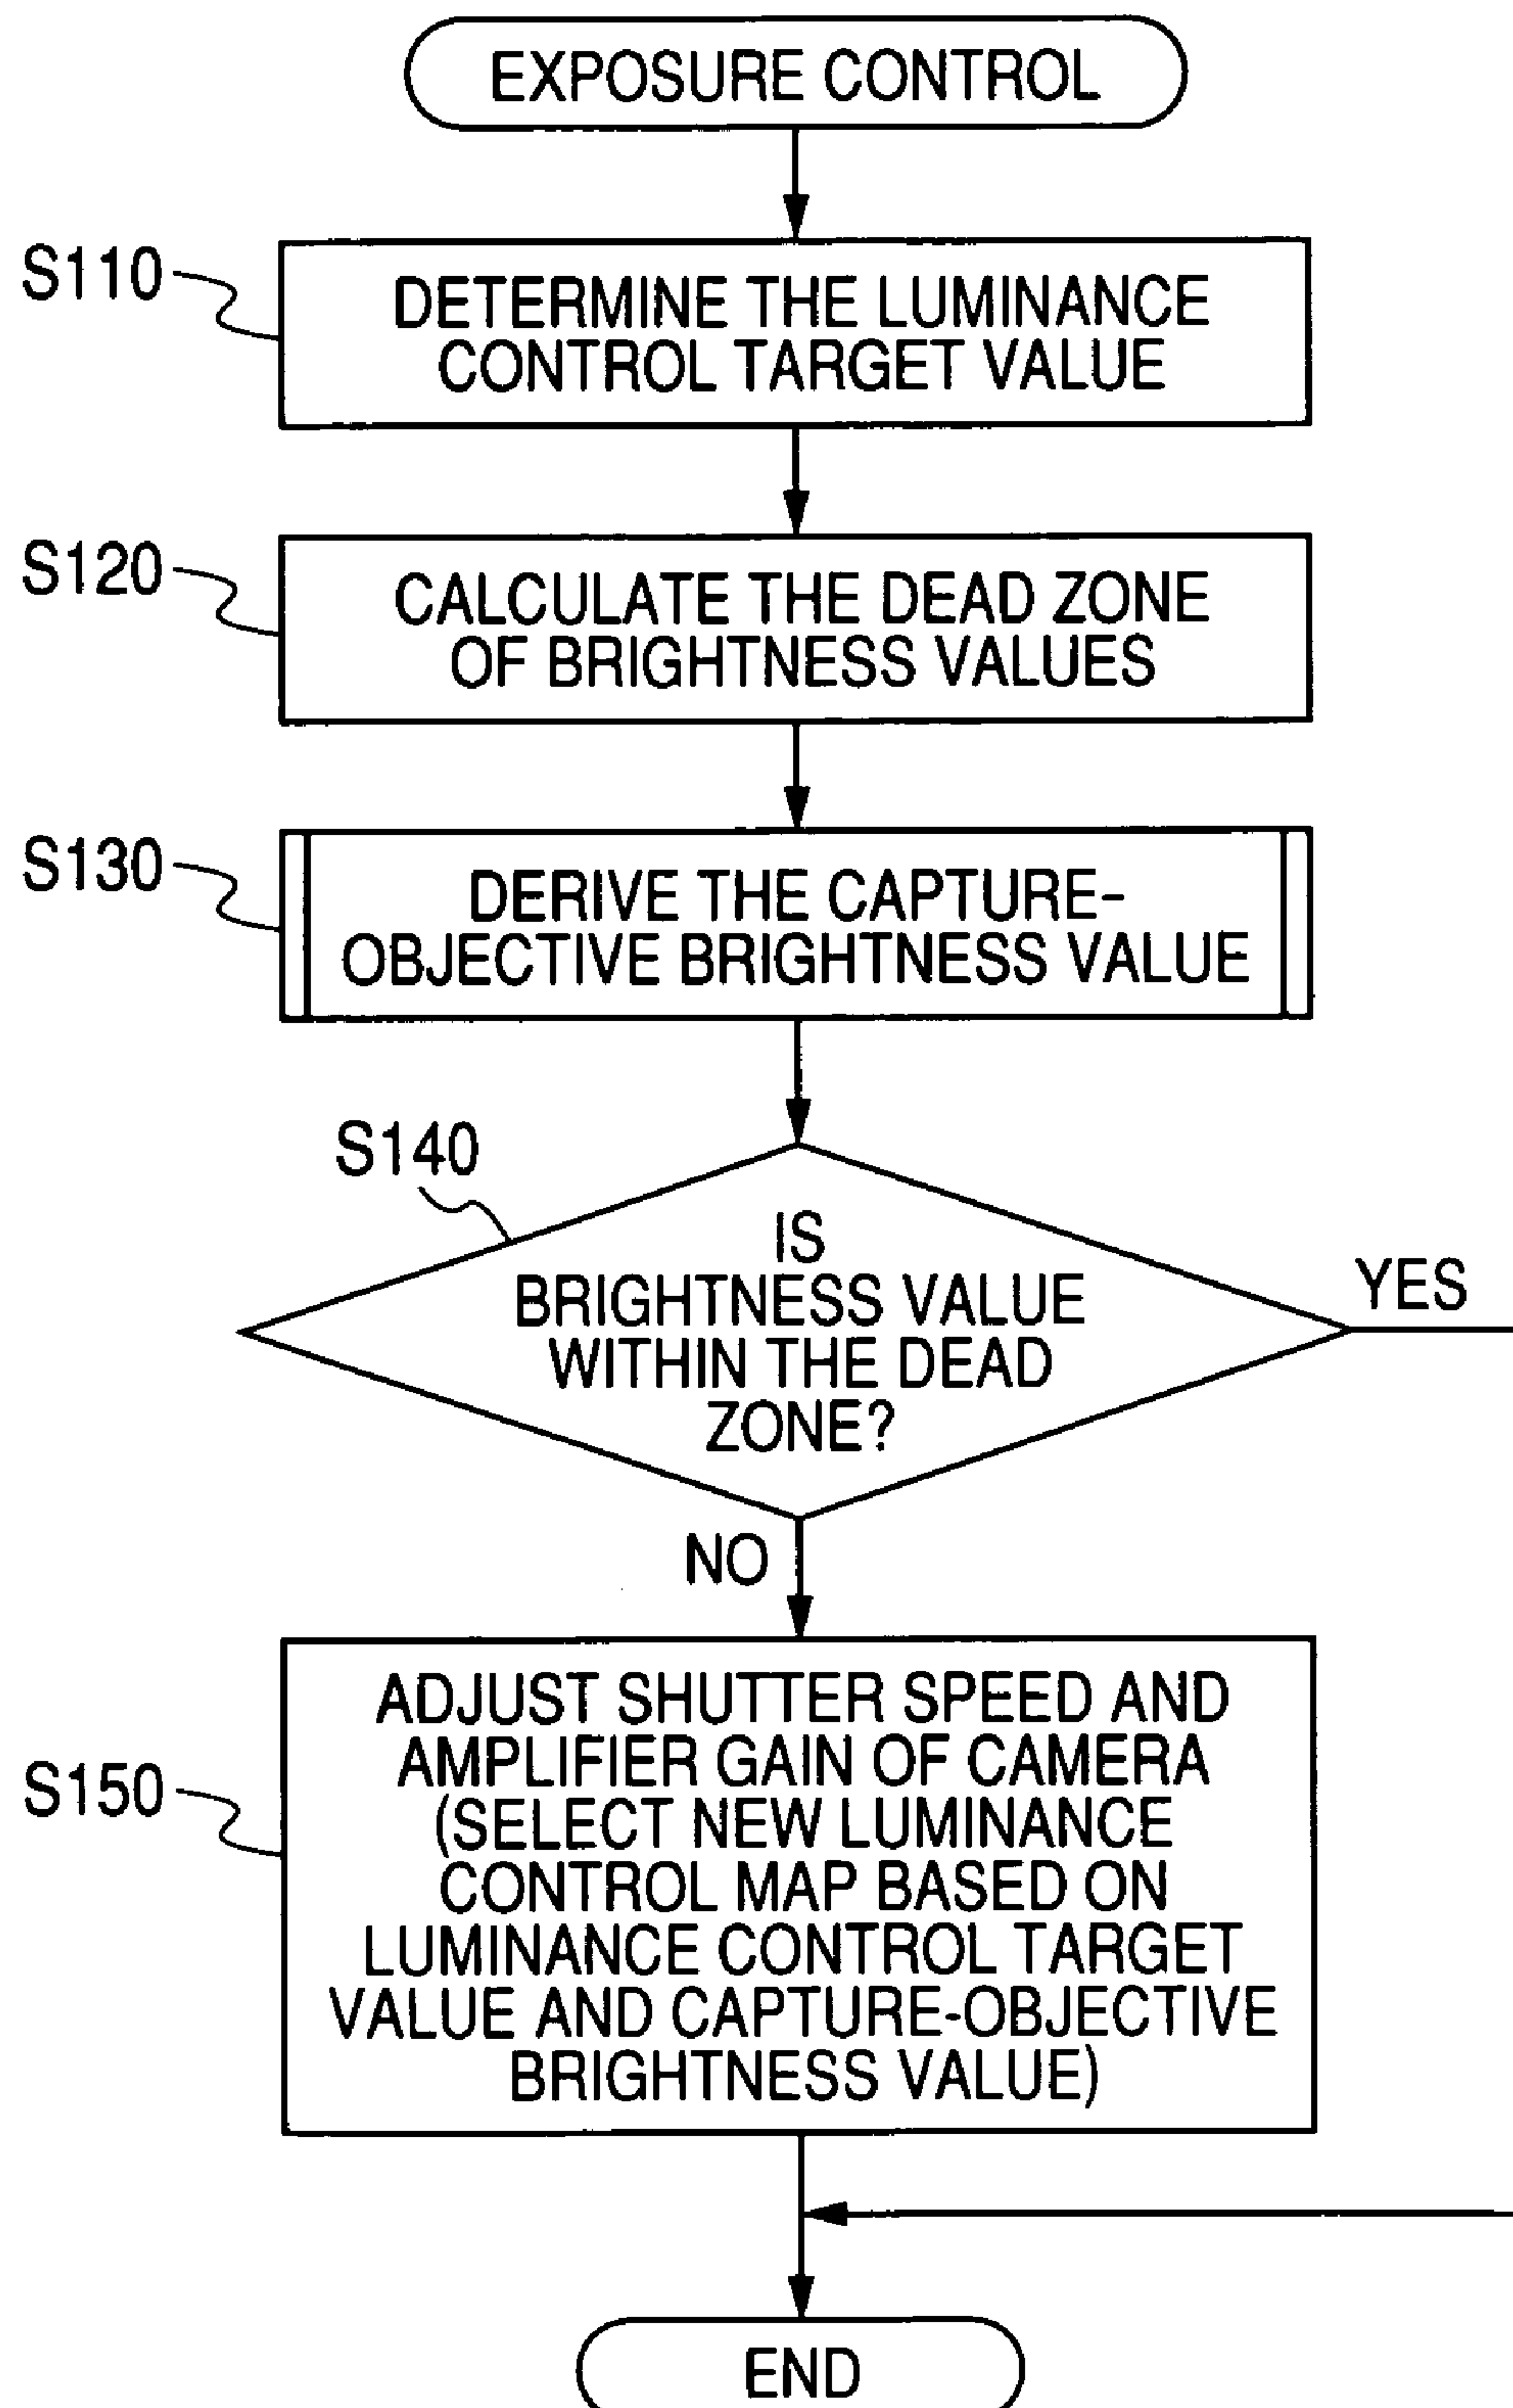 EXPOSURE CONTROL
S110
DETERMINE THE LUMINANCE
CONTROL TARGET VALUE
S120
CALCULATE THE DEAD ZONE
OF BRIGHTNESS VALUES
S130
DERIVE THE CAPTURE-
OBJECTIVE BRIGHTNESS VALUE
S140
IS
BRIGHTNESS VALUE
WITHIN THE DEAD
ZONE?
YES
NO
S150
ADJUST SHUTTER SPEED AND
AMPLIFIER GAIN OF CAMERA
(SELECT NEW LUMINANCE
CONTROL MAP BASED ON
LUMINANCE CONTROL TARGET
VALUE AND CAPTURE-OBJECTIVE
BRIGHTNESS VALUE)
END